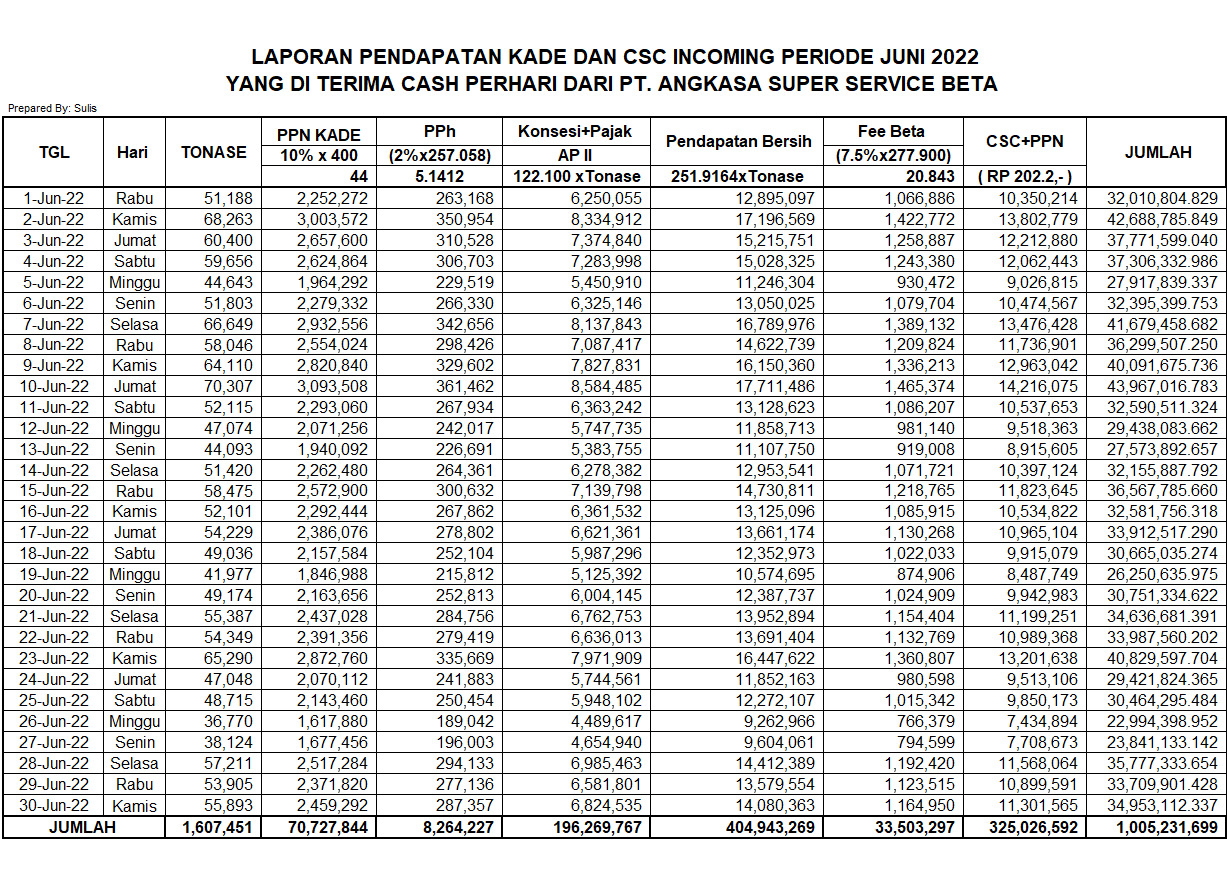 LAPORAN PENDAPATAN KADE DAN CSC INCOMING PERIODE JUNI 2022
YANG DI TERIMA CASH PERHARI DARI PT. ANGKASA SUPER SERVICE BETA
Prepared By: Sulis
TGL Hari TONASE PPN KADE PPh Konsesi+Pajak Pendapatan Bersih Fee Beta CSC+PPN JUMLAH
10% x 400 (2%x257.058) AP II (7.5%x277.900)
44 5.1412 122.100 xTonase 251.9164xTonase 20.843 ( RP 202.2,- )
1-Jun-22 Rabu 51,188 2,252,272 263,168 6,250,055 12,895,097 1,066,886 10,350,214 32,010,804.829
2-Jun-22 Kamis 68,263 3,003,572 350,954 8,334,912 17,196,569 1,422,772 13,802,779 42,688,785.849
3-Jun-22 Jumat 60,400 2,657,600 310,528 7,374,840 15,215,751 1,258,887 12,212,880 37,771,599.040
4-Jun-22 Sabtu 59,656 2,624,864 306,703 7,283,998 15,028,325 1,243,380 12,062,443 37,306,332.986
5-Jun-22 Minggu 44,643 1,964,292 229,519 5,450,910 11,246,304 930,472 9,026,815 27,917,839.337
6-Jun-22 Senin 51,803 2,279,332 266,330 6,325,146 13,050,025 1,079,704 10,474,567 32,395,399.753
7-Jun-22 Selasa 66,649 2,932,556 342,656 8,137,843 16,789,976 1,389,132 13,476,428 41,679,458.682
8-Jun-22 Rabu 58,046 2,554,024 298,426 7,087,417 14,622,739 1,209,824 11,736,901 36,299,507.250
9-Jun-22 Kamis 64,110 2,820,840 329,602 7,827,831 16,150,360 1,336,213 12,963,042 40,091,675.736
10-Jun-22 Jumat 70,307 3,093,508 361,462 8,584,485 17,711,486 1,465,374 14,216,075 43,967,016.783
11-Jun-22 Sabtu 52,115 2,293,060 267,934 6,363,242 13,128,623 1,086,207 10,537,653 32,590,511.324
12-Jun-22 Minggu 47,074 2,071,256 242,017 5,747,735 11,858,713 981,140 9,518,363 29,438,083.662
13-Jun-22 Senin 44,093 1,940,092 226,691 5,383,755 11,107,750 919,008 8,915,605 27,573,892.657
14-Jun-22 Selasa 51,420 2,262,480 264,361 6,278,382 12,953,541 1,071,721 10,397,124 32,155,887.792
15-Jun-22 Rabu 58,475 2,572,900 300,632 7,139,798 14,730,811 1,218,765 11,823,645 36,567,785.660
16-Jun-22 Kamis 52,101 2,292,444 267,862 6,361,532 13,125,096 1,085,915 10,534,822 32,581,756.318
17-Jun-22 Jumat 54,229 2,386,076 278,802 6,621,361 13,661,174 1,130,268 10,965,104 33,912,517.290
18-Jun-22 Sabtu 49,036 2,157,584 252,104 5,987,296 12,352,973 1,022,033 9,915,079 30,665,035.274
19-Jun-22 Minggu 41,977 1,846,988 215,812 5,125,392 10,574,695 874,906 8,487,749 26,250,635.975
20-Jun-22 Senin 49,174 2,163,656 252,813 6,004,145 12,387,737 1,024,909 9,942,983 30,751,334.622
21-Jun-22 Selasa 55,387 2,437,028 284,756 6,762,753 13,952,894 1,154,404 11,199,251 34,636,681.391
22-Jun-22 Rabu 54,349 2,391,356 279,419 6,636,013 13,691,404 1,132,769 10,989,368 33,987,560.202
23-Jun-22 Kamis 65,290 2,872,760 335,669 7,971,909 16,447,622 1,360,807 13,201,638 40,829,597.704
24-Jun-22 Jumat 47,048 2,070,112 241,883 5,744,561 11,852,163 980,598 9,513,106 29,421,824.365
25-Jun-22 Sabtu 48,715 2,143,460 250,454 5,948,102 12,272,107 1,015,342 9,850,173 30,464,295.484
26-Jun-22 Minggu 36,770 1,617,880 189,042 4,489,617 9,262,966 766,379 7,434,894 22,994,398.952
27-Jun-22 Senin 38,124 1,677,456 196,003 4,654,940 9,604,061 794,599 7,708,673 23,841,133.142
28-Jun-22 Selasa 57,211 2,517,284 294,133 6,985,463 14,412,389 1,192,420 11,568,064 35,777,333.654
29-Jun-22 Rabu 53,905 2,371,820 277,136 6,581,801 13,579,554 1,123,515 10,899,591 33,709,901.428
30-Jun-22 Kamis 55,893 2,459,292 287,357 6,824,535 14,080,363 1,164,950 11,301,565 34,953,112.337
JUMLAH 1,607,451 70,727,844 8,264,227 196,269,767 404,943,269 33,503,297 325,026,592 1,005,231,699